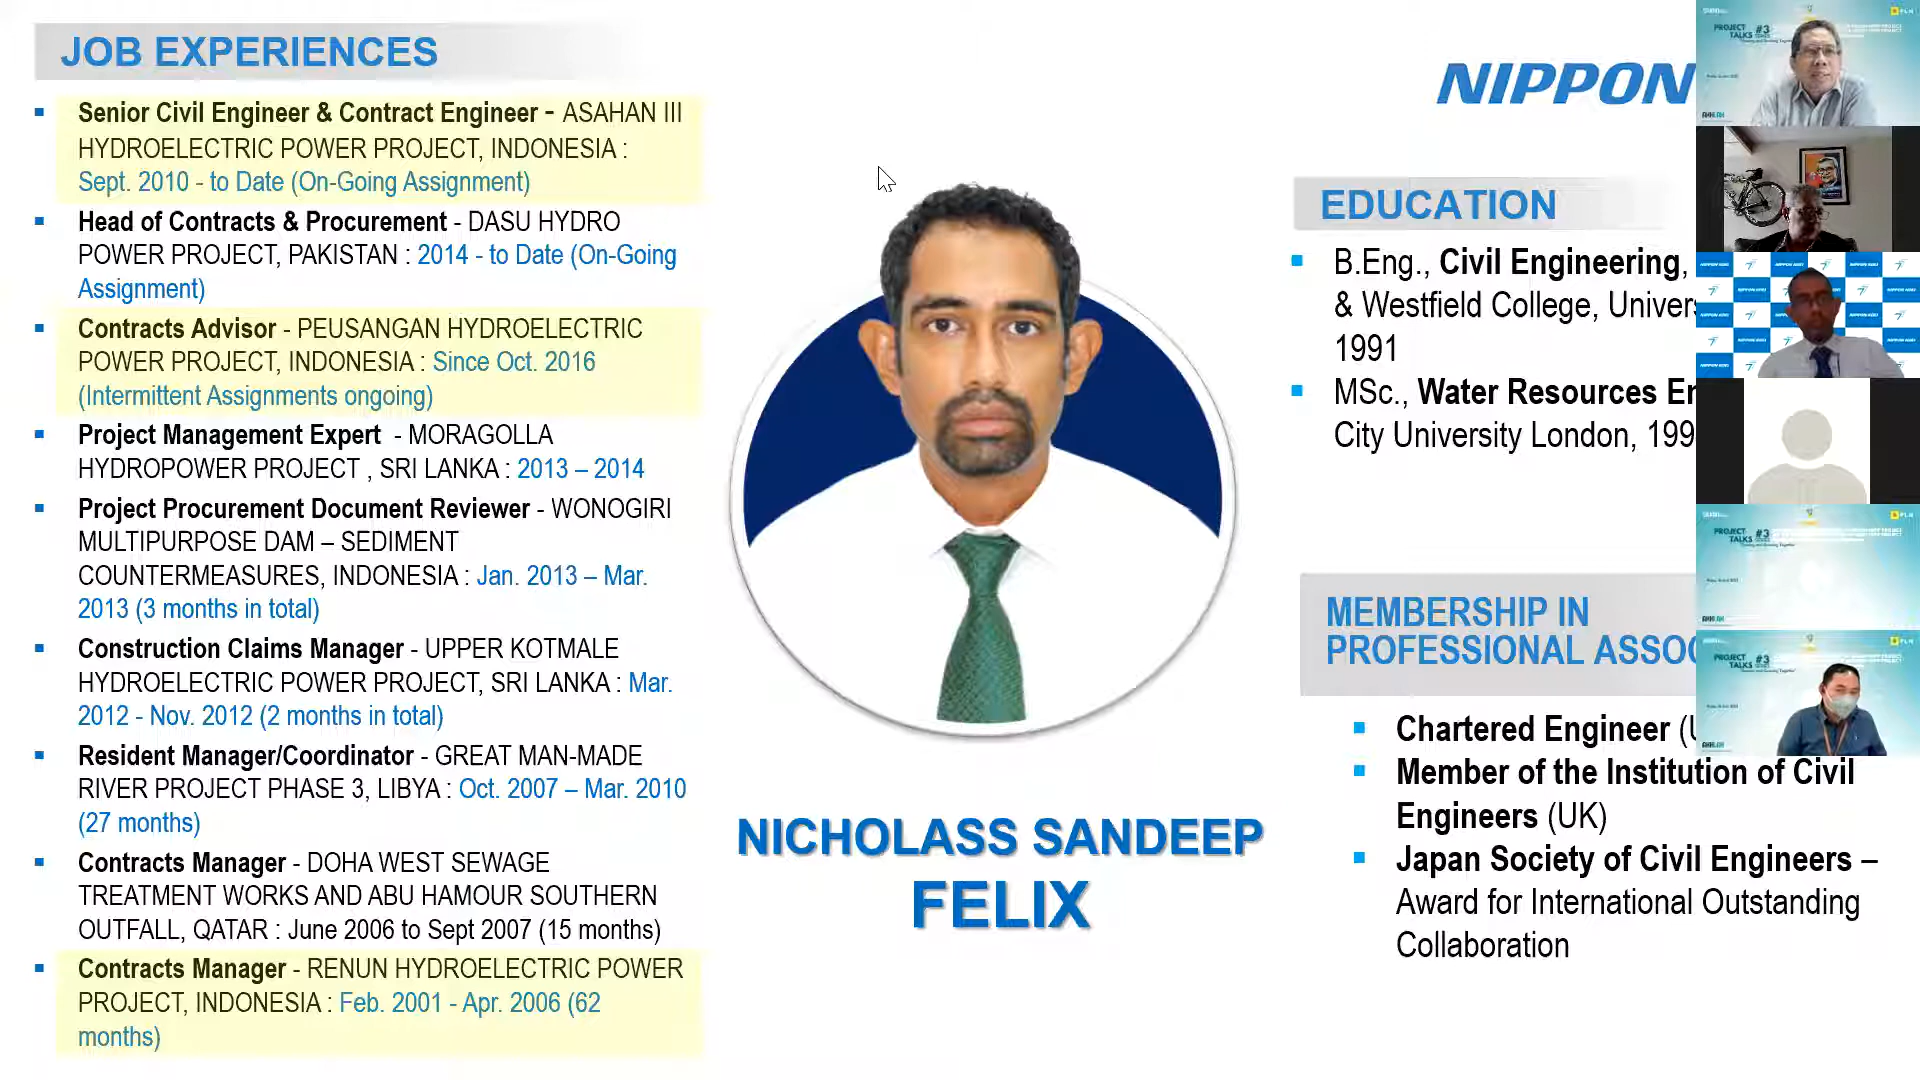 JOB EXPERIENCES
Senior Civil Engineer & Contract Engineer - ASAHAN III
HYDROELECTRIC POWER PROJECT, INDONESIA :
Sept. 2010 - to Date (On-Going Assignment)
Head of Contracts & Procurement - DASU HYDRO
POWER PROJECT, PAKISTAN : 2014 - to Date (On-Going
Assignment)
Contracts Advisor - PEUSANGAN HYDROELECTRIC
POWER PROJECT, INDONESIA : Since Oct. 2016
(Intermittent Assignments ongoing)
Project Management Expert - MORAGOLLA
HYDROPOWER PROJECT , SRI LANKA : 2013 – 2014
Project Procurement Document Reviewer - WONOGIRI
MULTIPURPOSE DAM – SEDIMENT
COUNTERMEASURES, INDONESIA : Jan. 2013 – Mar.
2013 (3 months in total)
Construction Claims Manager - UPPER KOTMALE
HYDROELECTRIC POWER PROJECT, SRI LANKA : Mar.
2012 - Nov. 2012 (2 months in total)
Resident Manager/Coordinator - GREAT MAN-MADE
RIVER PROJECT PHASE 3, LIBYA : Oct. 2007 – Mar. 2010
(27 months)
Contracts Manager - DOHA WEST SEWAGE
TREATMENT WORKS AND ABU HAMOUR SOUTHERN
OUTFALL, QATAR : June 2006 to Sept 2007 (15 months)
Contracts Manager - RENUN HYDROELECTRIC POWER
PROJECT, INDONESIA : Feb. 2001 - Apr. 2006 (62
months)
NICHOLASS SANDEEP
FELIX
NIPPON
EDUCATION
B.Eng., Civil Engineering,
& Westfield College,
1991
MSc., Water Resources
City University London,
MEMBERSHIP IN
PROFESSIONAL
Chartered Engineer
Member of the Institution of Civil
Engineers (UK)
Japan Society of Civil Engineers –
Award for International Outstanding
Collaboration
PROJECT
TALKS #3
PROJECT
TALKS #3
PROJECT
TALKS #3